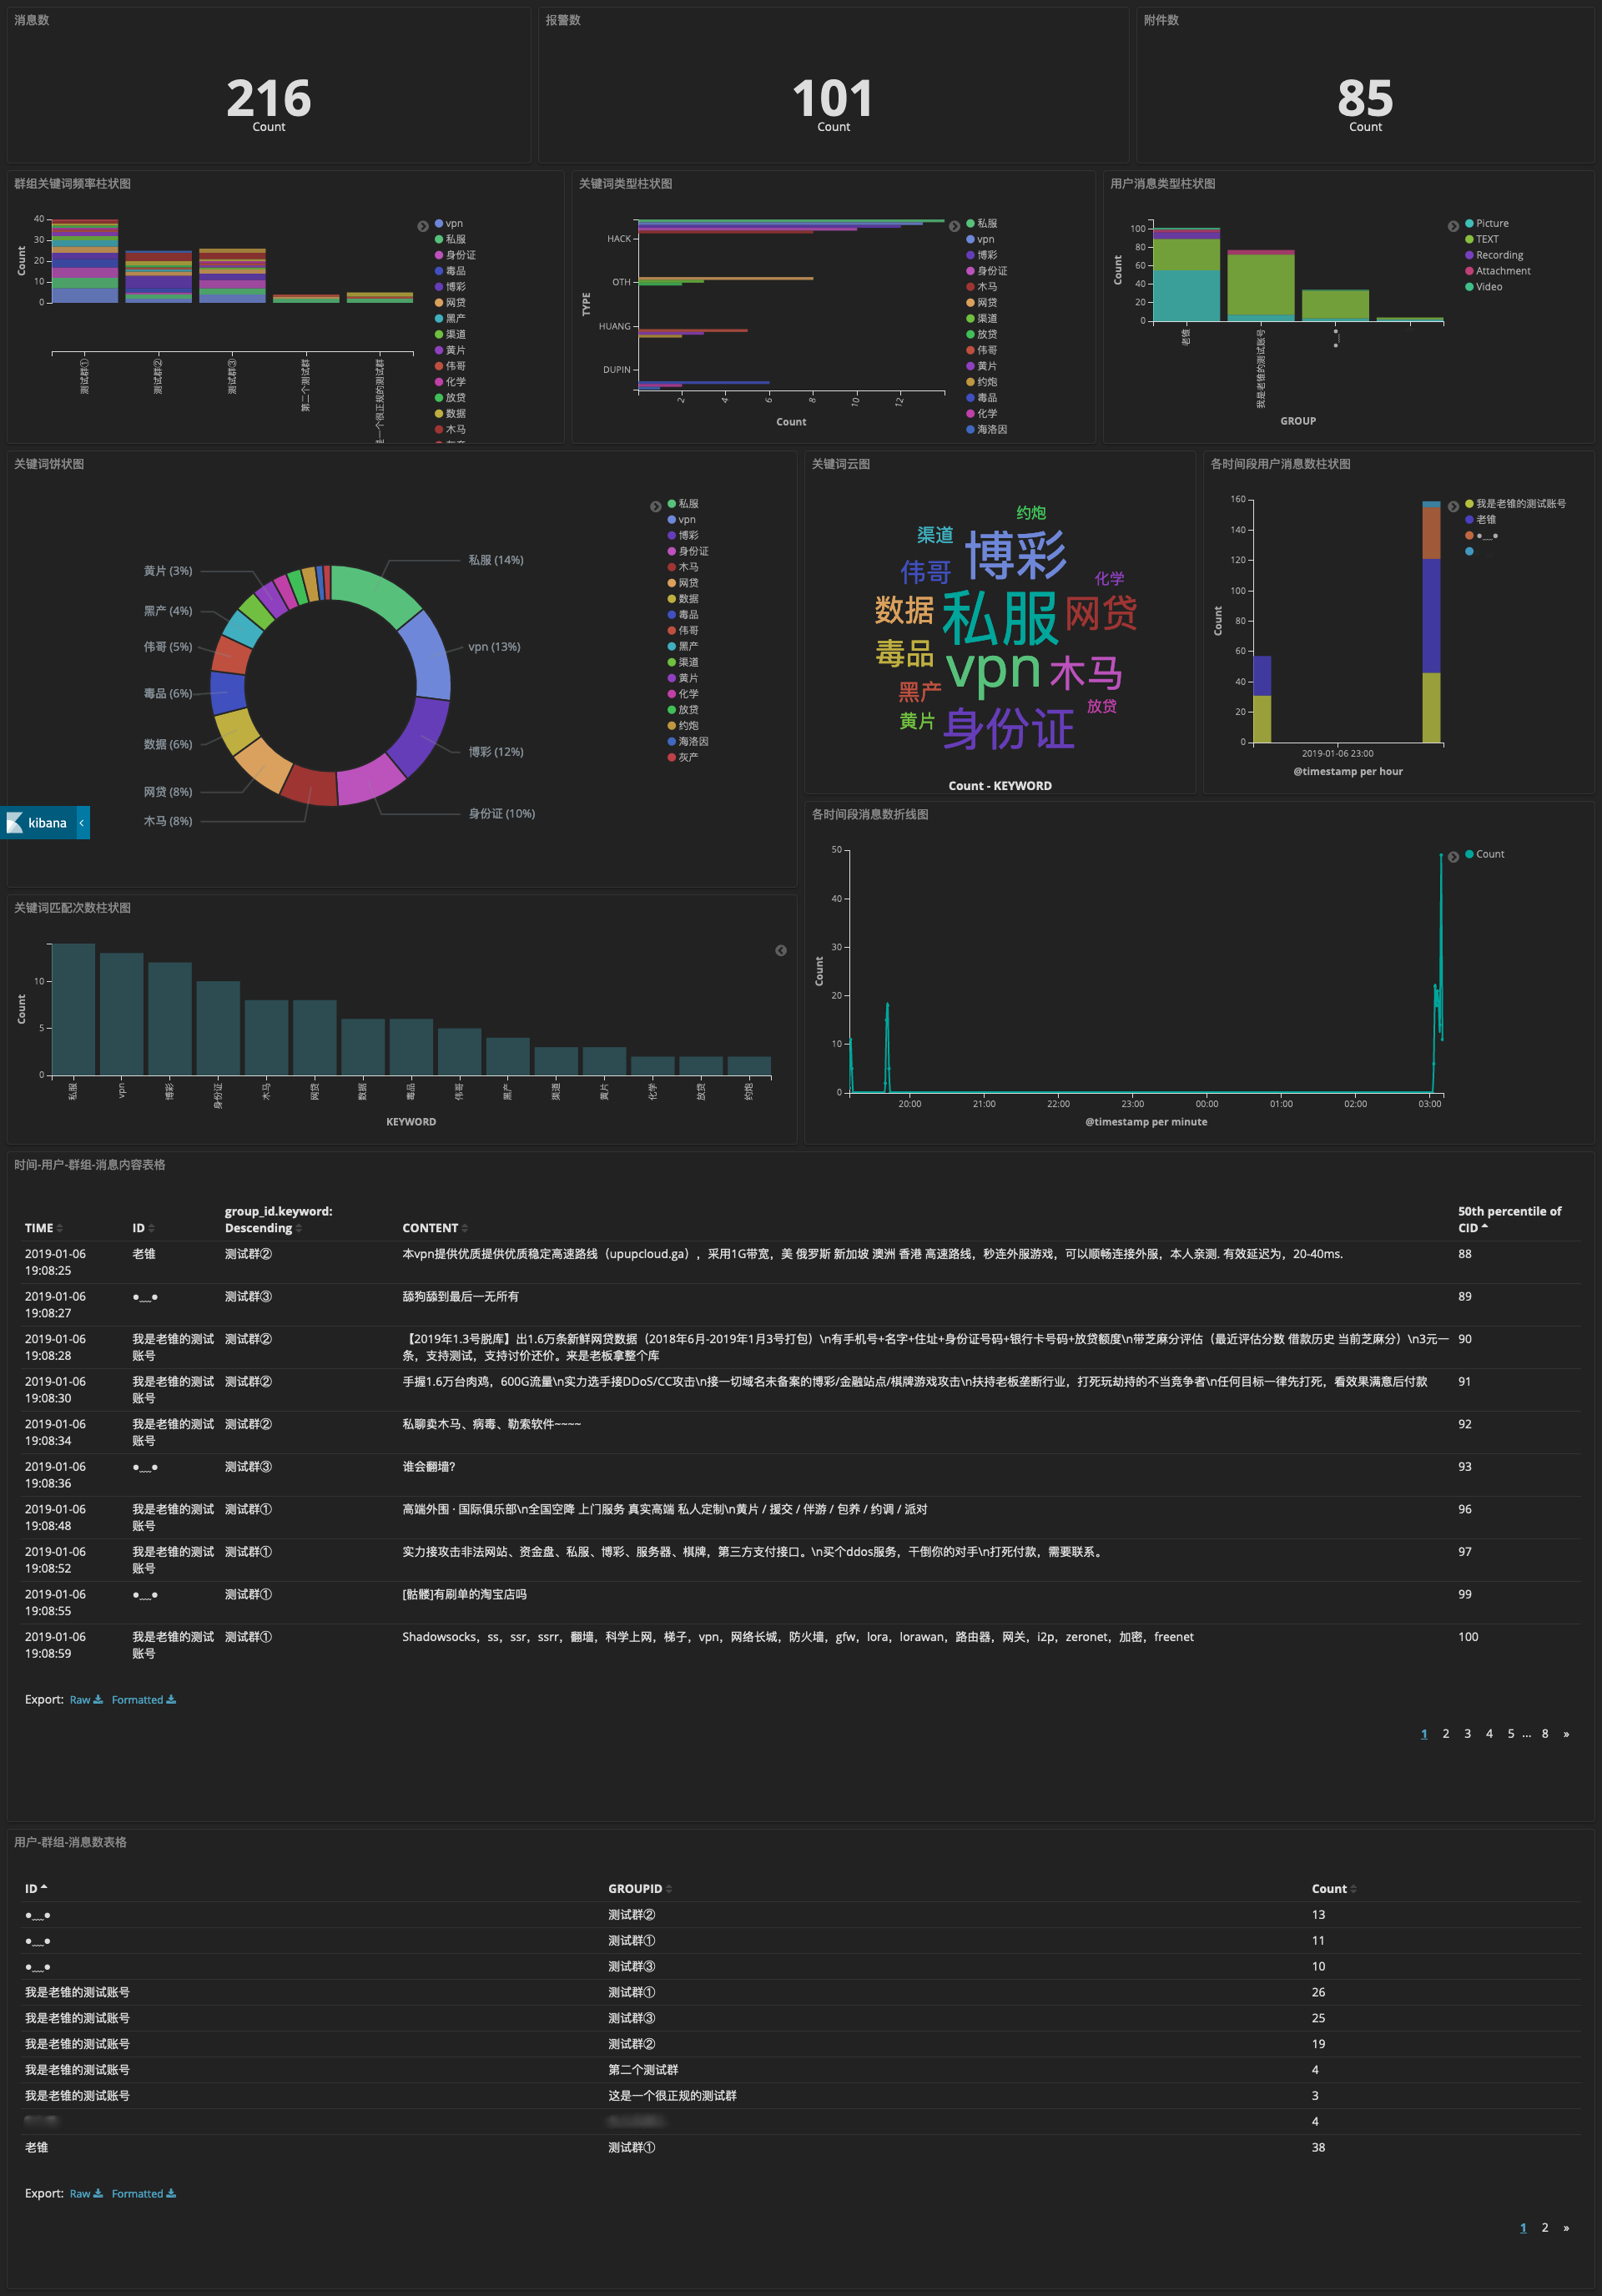 消息数
216
Count
报警数
101
Count
附件数
85
Count
群组关键词频率柱状图
Count
40
30
20
10
0
测试群①
测试群②
测试群③
第二个测试群
是一个很正规的测试群
vpn
私服
身份证
毒品
博彩
网贷
黑产
渠道
黄片
伟哥
化学
放贷
数据
木马
关键词类型柱状图
TYPE
HACK
OTH
HUANG
DUPIN
2
4
6
8
10
12
Count
私服
vpn
博彩
身份证
木马
网贷
渠道
放贷
伟哥
黄片
约炮
毒品
化学
海洛因
用户消息类型柱状图
Count
100
80
60
40
20
0
老锥
我是老锥的测试账号
●﹏●
GROUP
Picture
TEXT
Recording
Attachment
Video
关键词饼状图
私服 (14%)
vpn (13%)
博彩 (12%)
身份证 (10%)
木马 (8%)
网贷 (8%)
数据 (6%)
毒品 (6%)
伟哥 (5%)
黑产 (4%)
黄片 (3%)
私服
vpn
博彩
身份证
木马
网贷
数据
毒品
伟哥
黑产
渠道
黄片
化学
放贷
约炮
海洛因
灰产
kibana
关键词云图
约炮
渠道
博彩
伟哥
化学
数据
私服
网贷
毒品
vpn
木马
黑产
放贷
黄片
身份证
Count - KEYWORD
各时间段用户消息数柱状图
Count
160
140
120
100
80
60
40
20
0
2019-01-06 23:00
@timestamp per hour
我是老锥的测试账号
老锥
●﹏●
各时间段消息数折线图
Count
50
40
30
20
10
0
20:00
21:00
22:00
23:00
00:00
01:00
02:00
03:00
@timestamp per minute
Count
关键词匹配次数柱状图
Count
10
5
0
私服
vpn
博彩
身份证
木马
网贷
数据
毒品
伟哥
黑产
渠道
黄片
化学
放贷
约炮
KEYWORD
时间-用户-群组-消息内容表格
TIME ID group_id.keyword: Descending CONTENT 50th percentile of CID
2019-01-06 19:08:25 老锥 测试群② 本vpn提供优质提供优质稳定高速路线（upupcloud.ga），采用1G带宽，美 俄罗斯 新加坡 澳洲 香港 高速路线，秒连外服游戏，可以顺畅连接外服，本人亲测. 有效延迟为，20-40ms. 88
2019-01-06 19:08:27 ●﹏● 测试群③ 舔狗舔到最后一无所有 89
2019-01-06 19:08:28 我是老锥的测试账号 测试群② 【2019年1.3号脱库】出1.6万条新鲜网贷数据（2018年6月-2019年1月3号打包）\n有手机号+名字+住址+身份证号码+银行卡号码+放贷额度\n带芝麻分评估（最近评估分数 借款历史 当前芝麻分）\n3元一条，支持测试，支持讨价还价。来是老板拿整个库 90
2019-01-06 19:08:30 我是老锥的测试账号 测试群② 手握1.6万台肉鸡，600G流量\n实力选手接DDoS/CC攻击\n接一切域名未备案的博彩/金融站点/棋牌游戏攻击\n扶持老板垄断行业，打死玩劫持的不当竞争者\n任何目标一律先打死，看效果满意后付款 91
2019-01-06 19:08:34 我是老锥的测试账号 测试群② 私聊卖木马、病毒、勒索软件~~~~ 92
2019-01-06 19:08:36 ●﹏● 测试群③ 谁会翻墙？ 93
2019-01-06 19:08:48 我是老锥的测试账号 测试群① 高端外围 · 国际俱乐部\n全国空降 上门服务 真实高端 私人定制\n黄片 / 援交 / 伴游 / 包养 / 约调 / 派对 96
2019-01-06 19:08:52 我是老锥的测试账号 测试群① 实力接攻击非法网站、资金盘、私服、博彩、服务器、棋牌，第三方支付接口。\n买个ddos服务，干倒你的对手\n打死付款，需要联系。 97
2019-01-06 19:08:55 ●﹏● 测试群① [骷髅]有刷单的淘宝店吗 99
2019-01-06 19:08:59 我是老锥的测试账号 测试群① Shadowsocks，ss，ssr，ssrr，翻墙，科学上网，梯子，vpn，网络长城，防火墙，gfw，lora，lorawan，路由器，网关，i2p，zeronet，加密，freenet 100
Export: Raw Formatted
1 2 3 4 5 ... 8 »
用户-群组-消息数表格
ID GROUPID Count
●﹏● 测试群② 13
●﹏● 测试群① 11
●﹏● 测试群③ 10
我是老锥的测试账号 测试群① 26
我是老锥的测试账号 测试群③ 25
我是老锥的测试账号 测试群② 19
我是老锥的测试账号 第二个测试群 4
我是老锥的测试账号 这是一个很正规的测试群 3
4
老锥 测试群① 38
Export: Raw Formatted
1 2 »